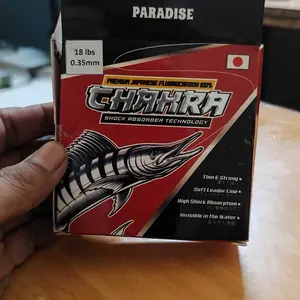 PARADISE
18 lbs
0.35mm
PREMIUM JAPANESE FLUOROCARBON 100%
CHAKRA
SHOCK ABSORBER TECHNOLOGY
Thin & Strong
Soft Leader Line
High Shock Absorption
Invisible in the Water